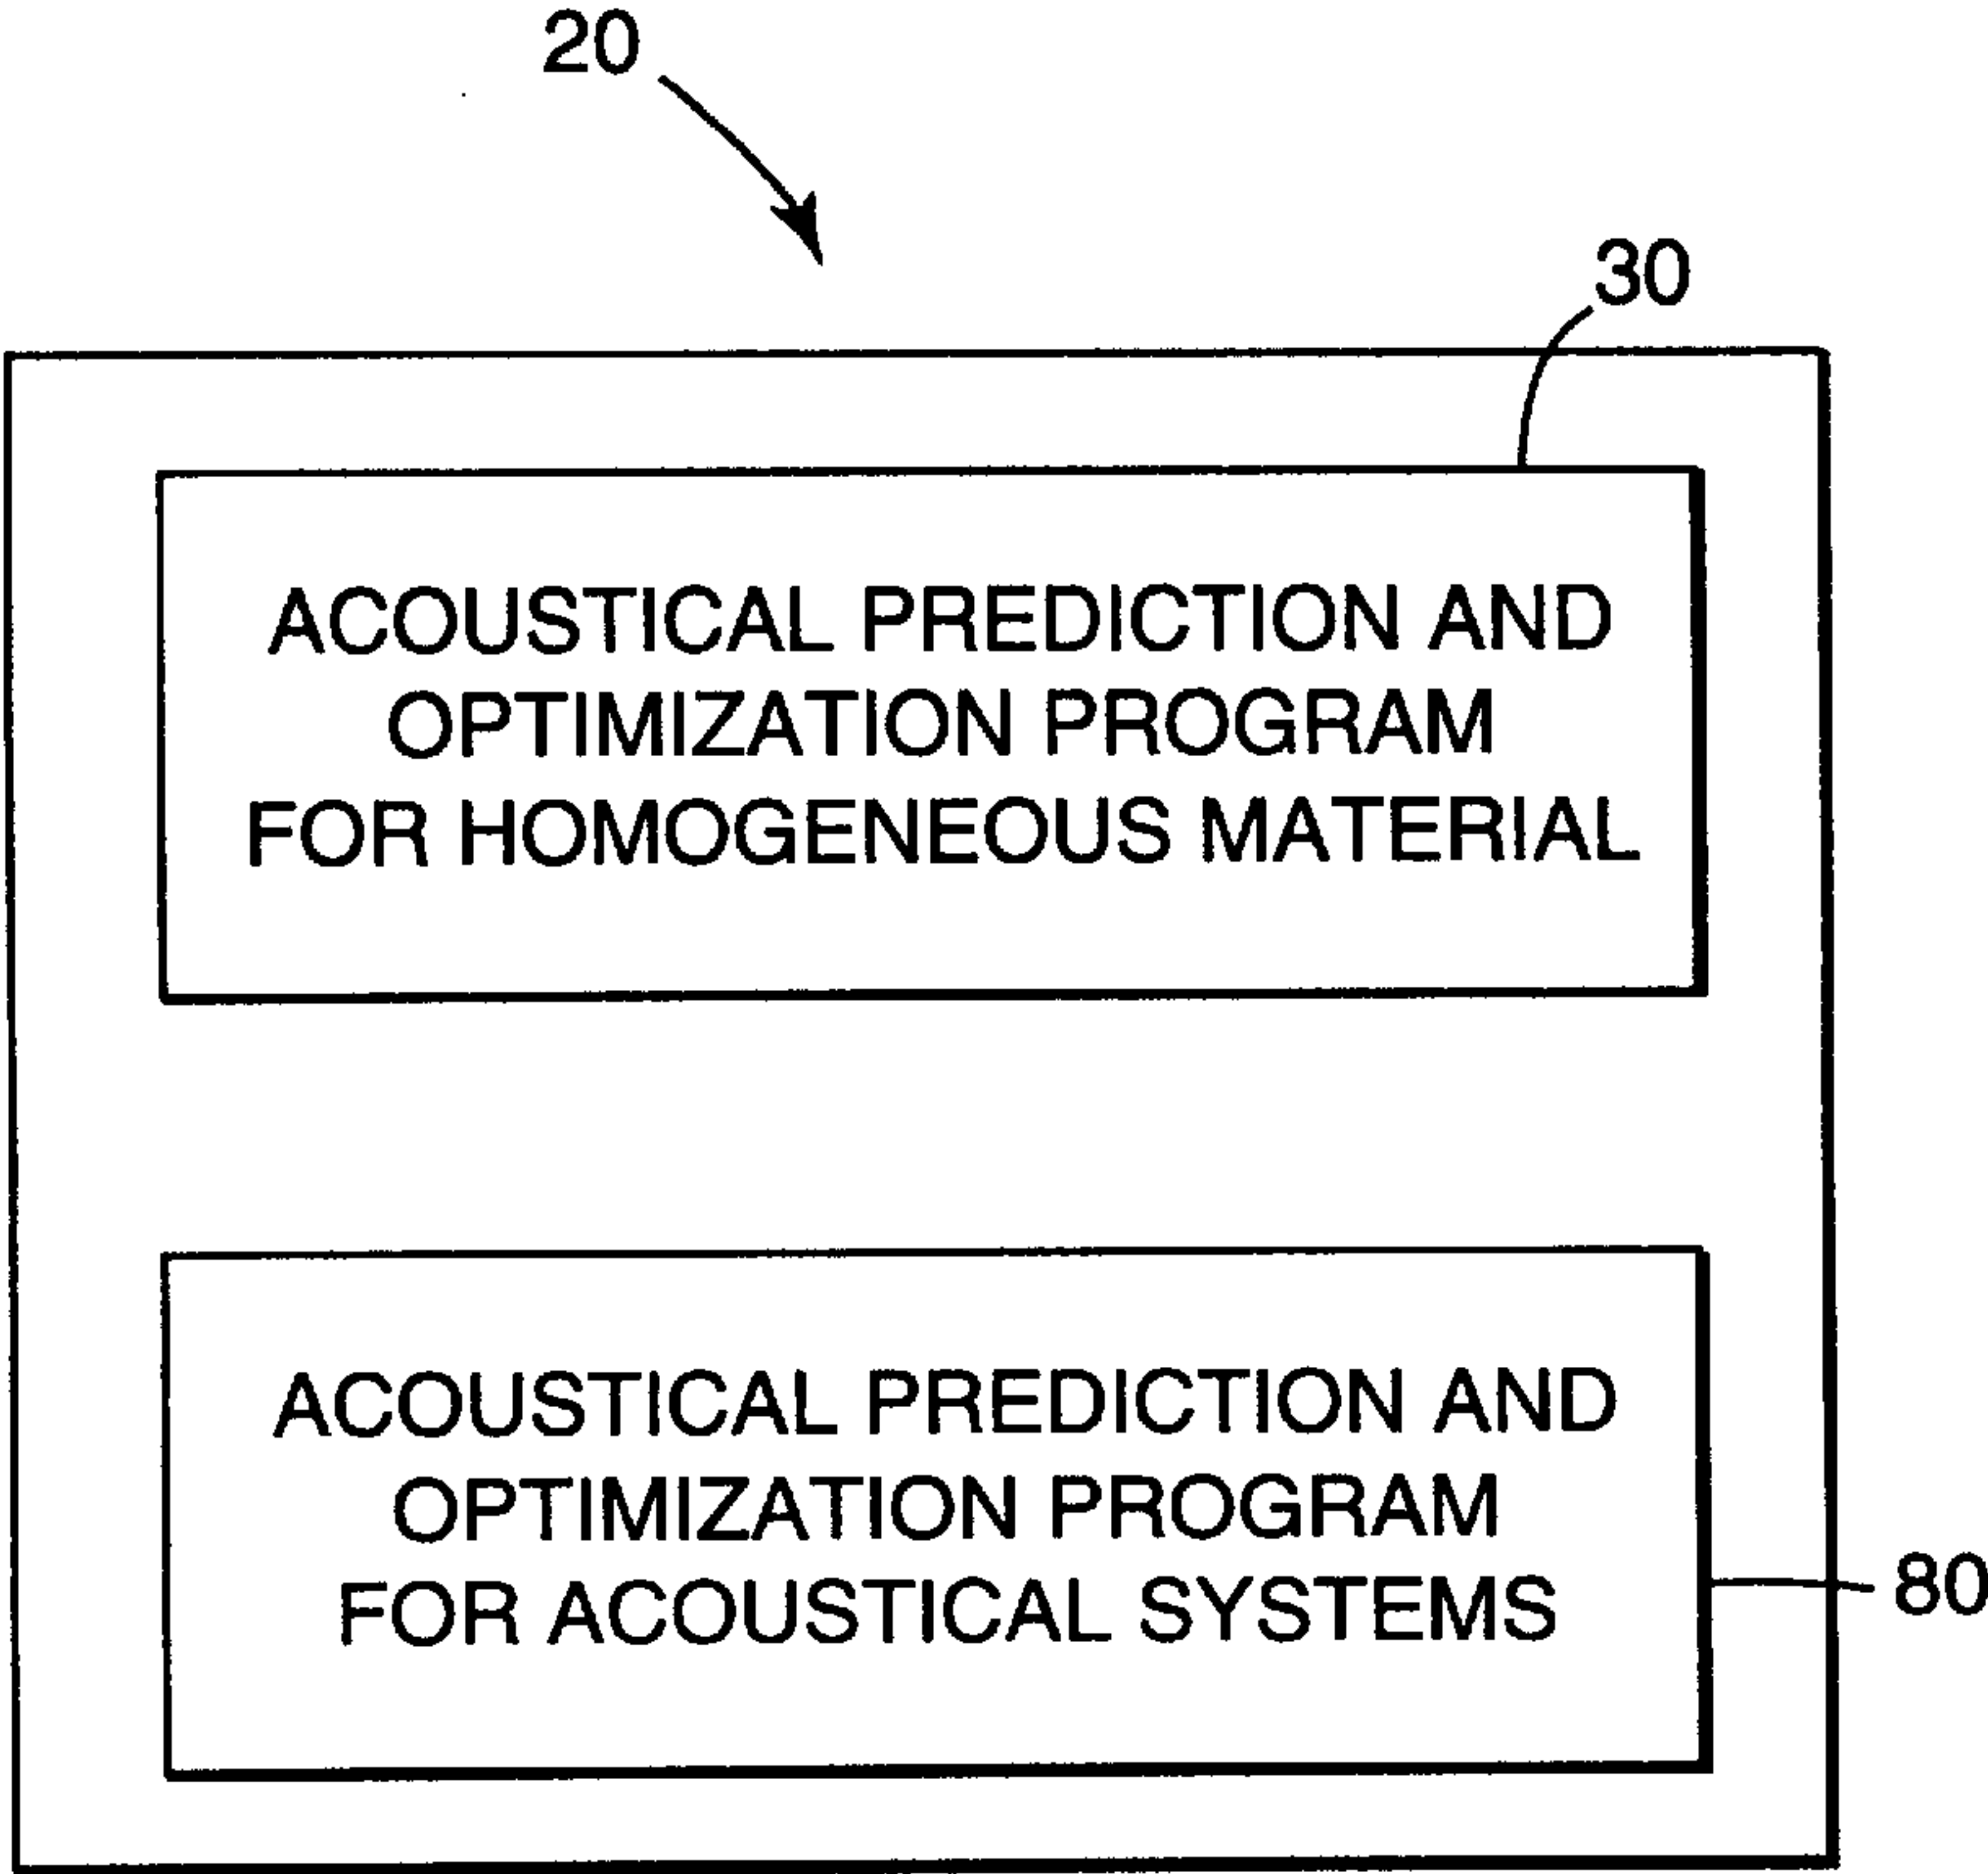 20
30
ACOUSTICAL PREDICTION AND
OPTIMIZATION PROGRAM
FOR HOMOGENEOUS MATERIAL
ACOUSTICAL PREDICTION AND
OPTIMIZATION PROGRAM
FOR ACOUSTICAL SYSTEMS
80